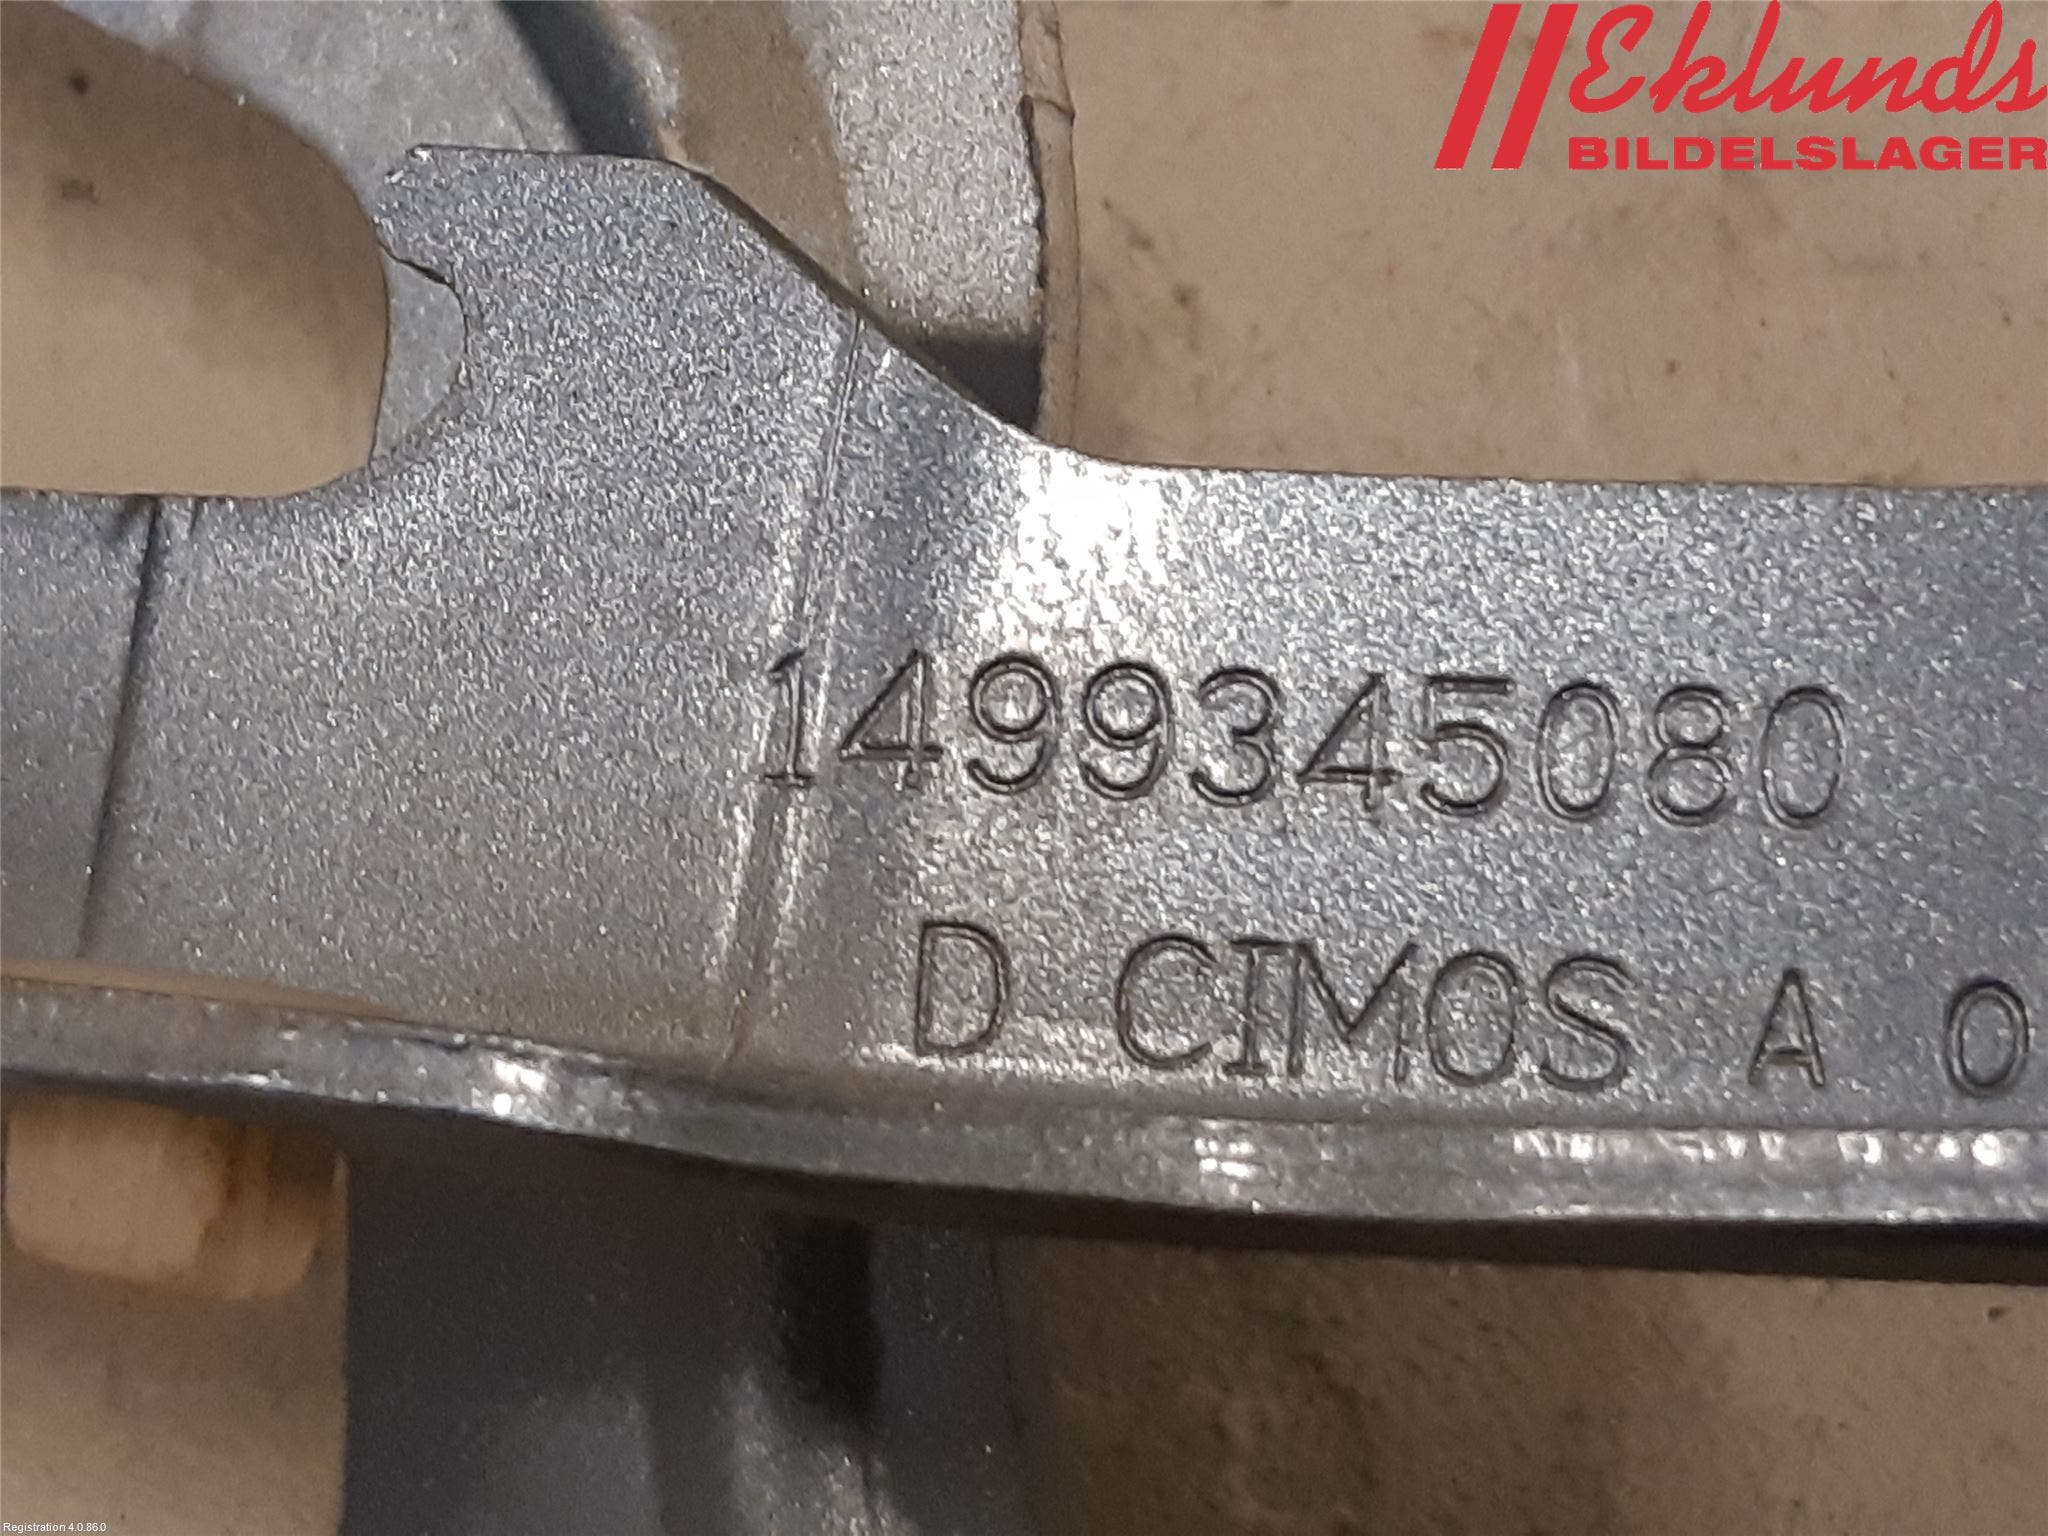 Eklunds
BILDELSLAGER
1499345080
D CIMOS A 0
Registration 4.0.86.0